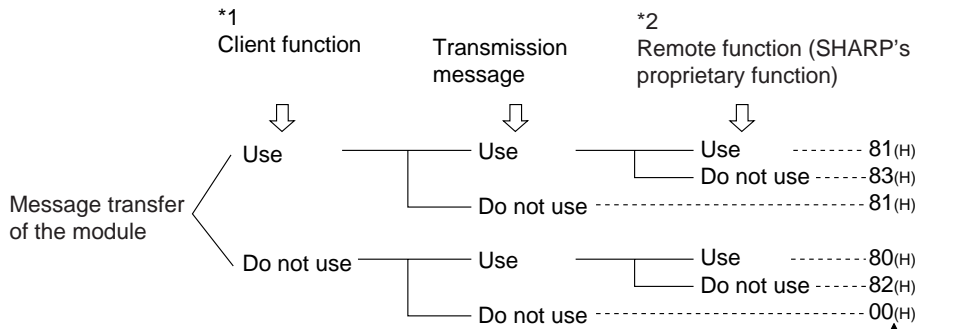 *1
Client function
Transmission
message
*2
Remote function (SHARP's
proprietary function)
Message transfer
of the module
Use
Use
Use
81(H)
Do not use
83(H)
Do not use
81(H)
Do not use
Use
Use
80(H)
Do not use
82(H)
Do not use
00(H)